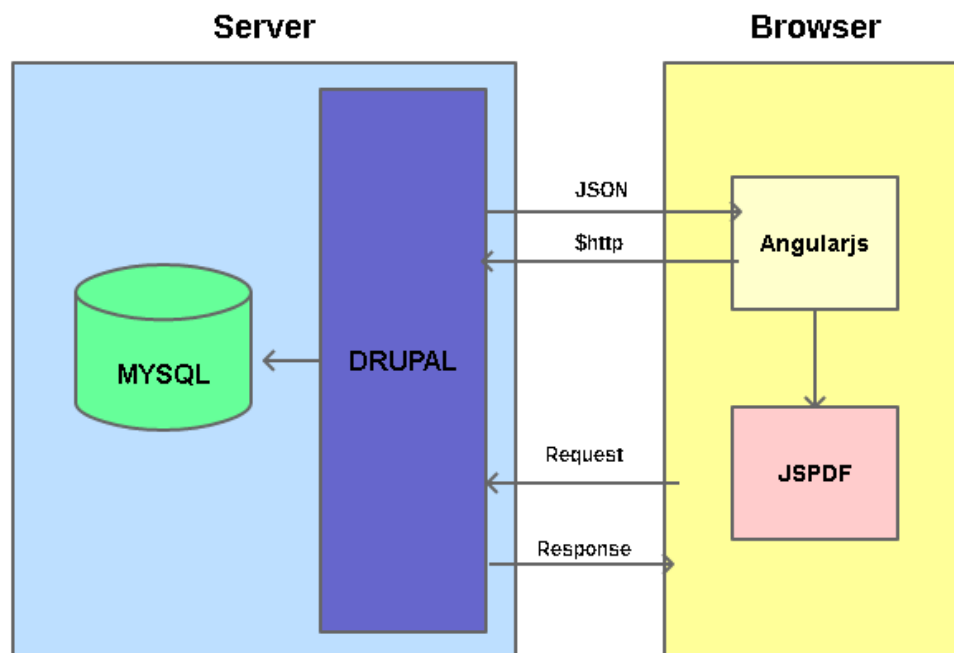 Server
Browser
JSON
$http
Angularjs
MYSQL
DRUPAL
Request
JSPDF
Response